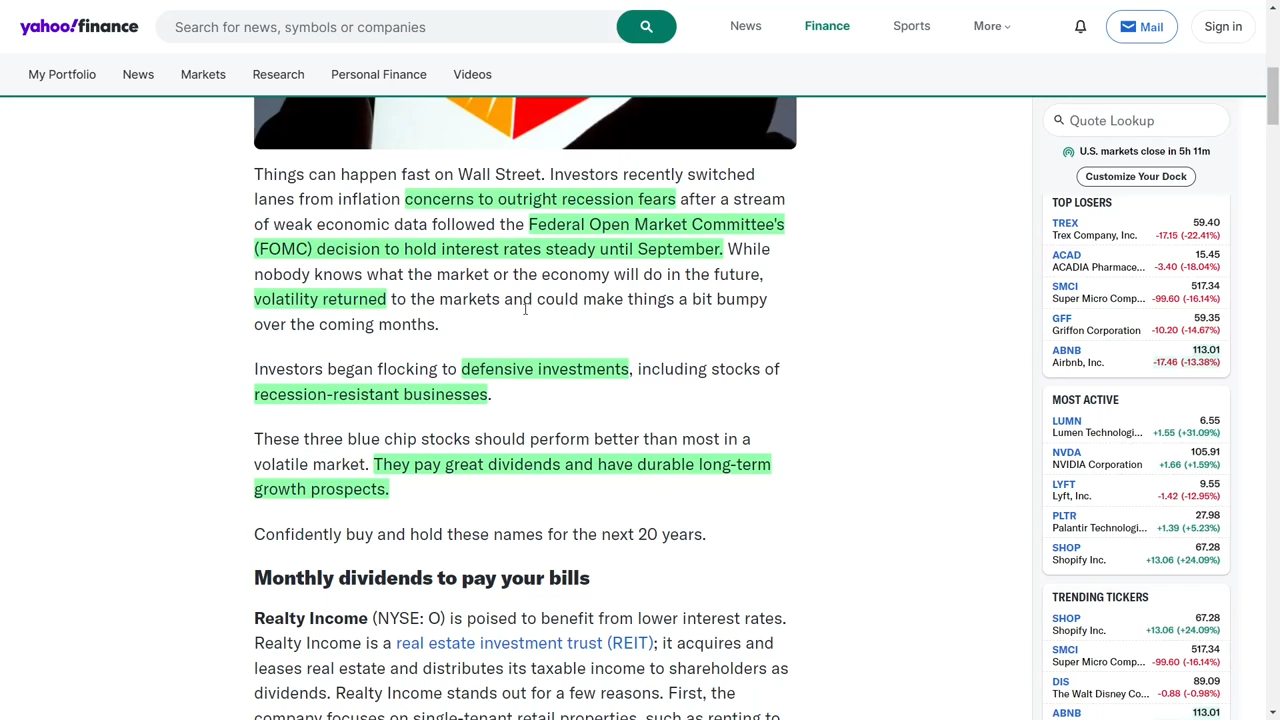 yahoo!finance
Search for news, symbols or companies
News
Finance
Sports
More
Mail
Sign in
My Portfolio
News
Markets
Research
Personal Finance
Videos
Things can happen fast on Wall Street. Investors recently switched
lanes from inflation concerns to outright recession fears after a stream
of weak economic data followed the Federal Open Market Committee's
(FOMC) decision to hold interest rates steady until September. While
nobody knows what the market or the economy will do in the future,
volatility returned to the markets and could make things a bit bumpy
over the coming months.
Investors began flocking to defensive investments, including stocks of
recession-resistant businesses.
These three blue chip stocks should perform better than most in a
volatile market. They pay great dividends and have durable long-term
growth prospects.
Confidently buy and hold these names for the next 20 years.
Monthly dividends to pay your bills
Realty Income (NYSE: O) is poised to benefit from lower interest rates.
Realty Income is a real estate investment trust (REIT); it acquires and
leases real estate and distributes its taxable income to shareholders as
dividends. Realty Income stands out for a few reasons. First, the
company focuses on single-tenant retail properties, such as renting to
Quote Lookup
U.S. markets close in 5h 11m
Customize Your Dock
TOP LOSERS
TREX 59.40
Trex Company, Inc. -17.15 (-22.41%)
ACAD 15.45
ACADIA Pharmace... -3.40 (-18.04%)
SMCI 517.34
Super Micro Comp... -99.60 (-16.14%)
GFF 59.35
Griffon Corporation -10.20 (-14.67%)
ABNB 113.01
Airbnb, Inc. -17.46 (-13.38%)
MOST ACTIVE
LUMN 6.55
Lumen Technologi... +1.55 (+31.09%)
NVDA 105.91
NVIDIA Corporation +1.66 (+1.59%)
LYFT 9.55
Lyft, Inc. -1.42 (-12.95%)
PLTR 27.98
Palantir Technologi... +1.39 (+5.23%)
SHOP 67.28
Shopify Inc. +13.06 (+24.09%)
TRENDING TICKERS
SHOP 67.28
Shopify Inc. +13.06 (+24.09%)
SMCI 517.34
Super Micro Comp... -99.60 (-16.14%)
DIS 89.09
The Walt Disney Co... -0.88 (-0.98%)
ABNB 113.01